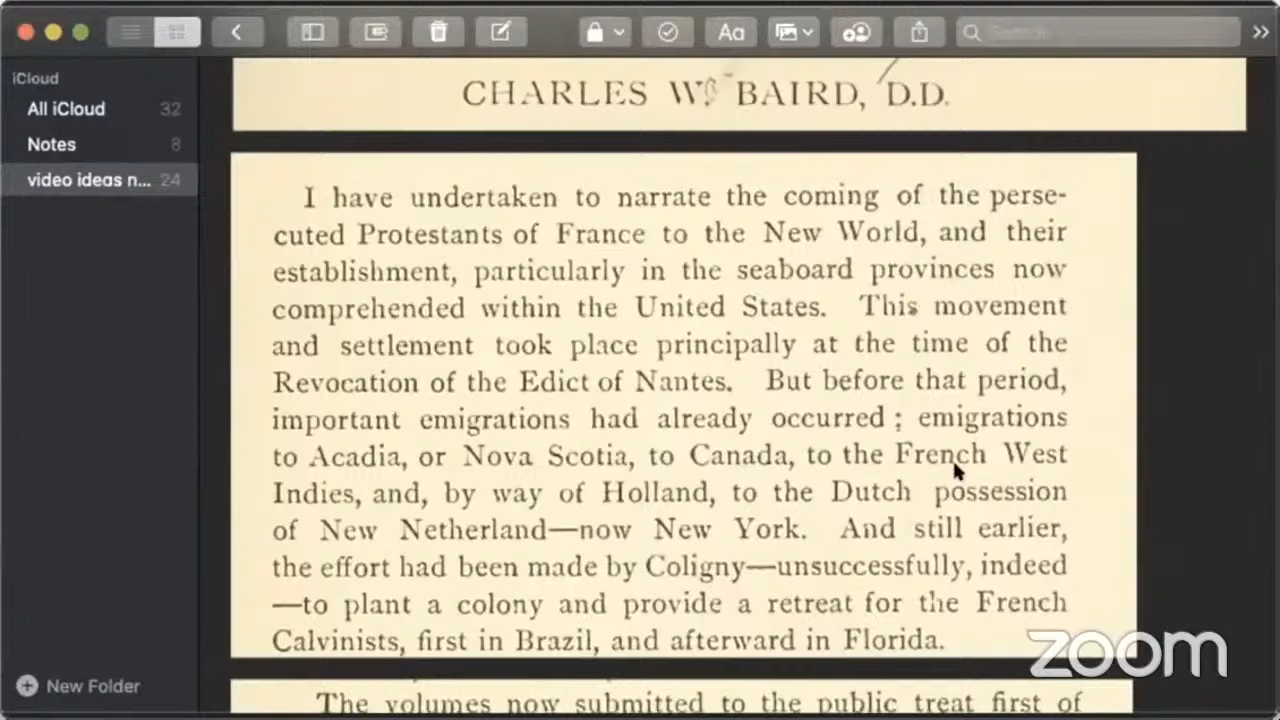 iCloud
All iCloud 32
Notes 8
video ideas n... 24
New Folder
Aa
Search
CHARLES W. BAIRD, D.D.
I have undertaken to narrate the coming of the perse-
cuted Protestants of France to the New World, and their
establishment, particularly in the seaboard provinces now
comprehended within the United States. This movement
and settlement took place principally at the time of the
Revocation of the Edict of Nantes. But before that period,
important emigrations had already occurred; emigrations
to Acadia, or Nova Scotia, to Canada, to the French West
Indies, and, by way of Holland, to the Dutch possession
of New Netherland—now New York. And still earlier,
the effort had been made by Coligny—unsuccessfully, indeed
—to plant a colony and provide a retreat for the French
Calvinists, first in Brazil, and afterward in Florida.
The volumes now submitted to the public treat first of
zoom